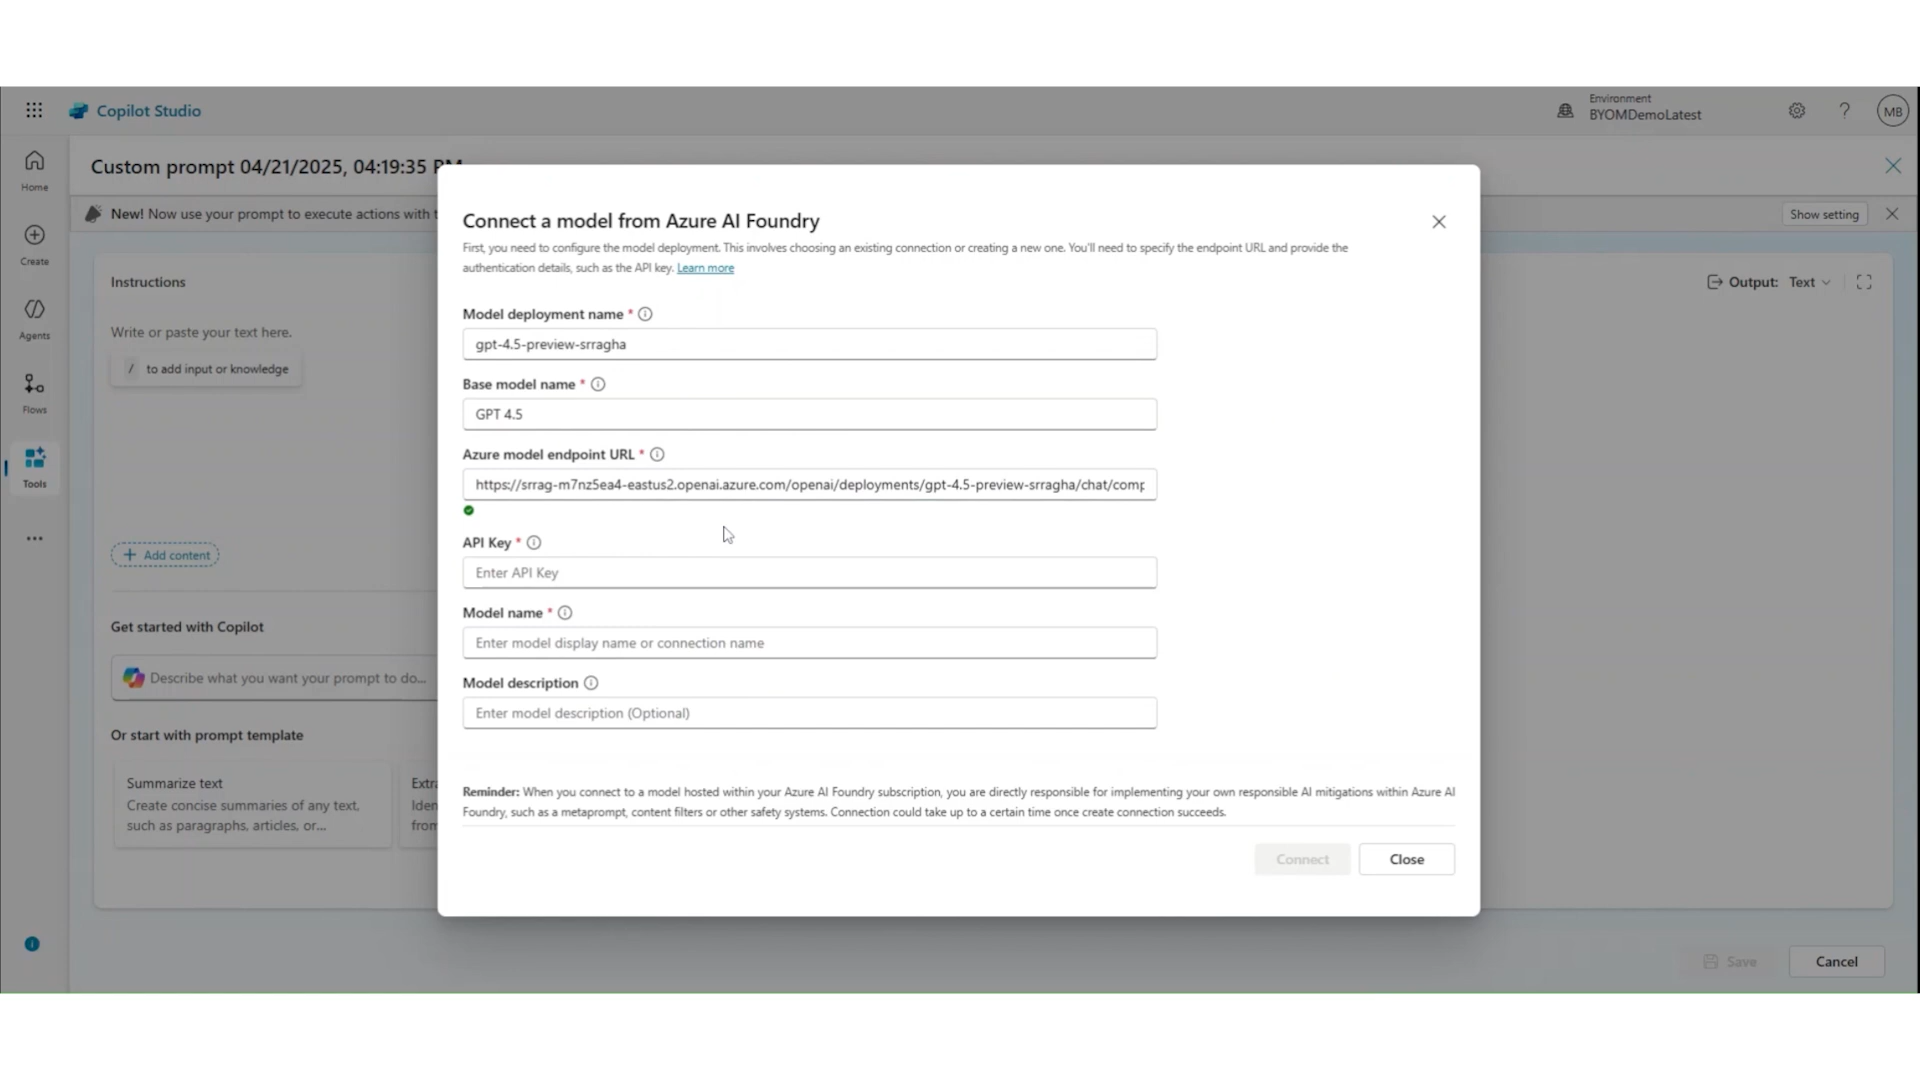 Copilot Studio
Environment
BYOMDemoLatest
?
MB
Home
Create
Agents
Flows
Tools
Custom prompt 04/21/2025, 04:19:35 PM
New! Now use your prompt to execute actions with t
Show setting
Instructions
Write or paste your text here.
/ to add input or knowledge
+ Add content
Get started with Copilot
Describe what you want your prompt to do...
Or start with prompt template
Summarize text
Create concise summaries of any text,
such as paragraphs, articles, or...
Extra
Iden
from
Output: Text
Connect a model from Azure AI Foundry
First, you need to configure the model deployment. This involves choosing an existing connection or creating a new one. You'll need to specify the endpoint URL and provide the
authentication details, such as the API key. Learn more
Model deployment name *
gpt-4.5-preview-srragha
Base model name *
GPT 4.5
Azure model endpoint URL *
https://srrag-m7nz5ea4-eastus2.openai.azure.com/openai/deployments/gpt-4.5-preview-srragha/chat/comp
API Key *
Enter API Key
Model name *
Enter model display name or connection name
Model description
Enter model description (Optional)
Reminder: When you connect to a model hosted within your Azure AI Foundry subscription, you are directly responsible for implementing your own responsible AI mitigations within Azure AI
Foundry, such as a metaprompt, content filters or other safety systems. Connection could take up to a certain time once create connection succeeds.
Connect
Close
Save
Cancel